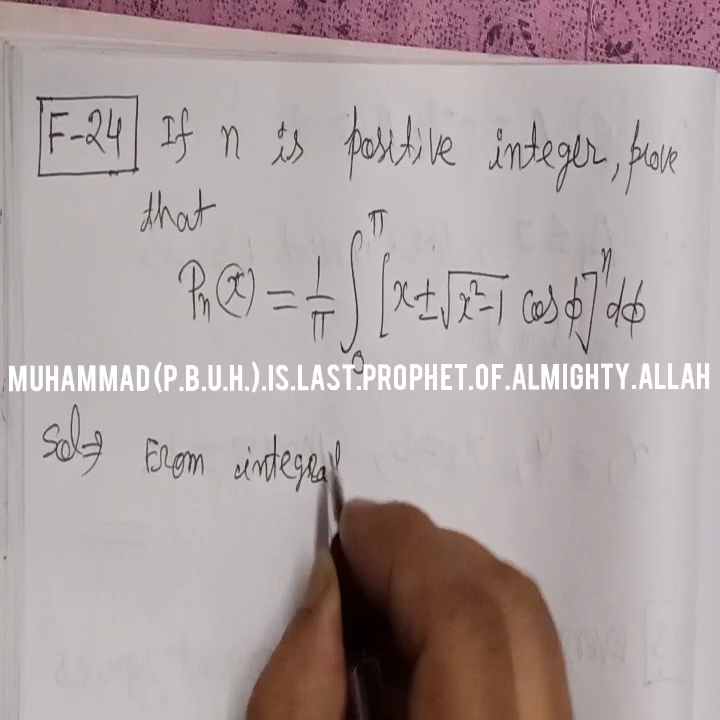 F-24 If n is positive integer, prove
that
Pn(x) = 1/π ∫₀^π [x ± √x²-1 cos φ]ⁿ dφ
MUHAMMAD(P.B.U.H.).IS.LAST.PROPHET.OF.ALMIGHTY.ALLAH
Sol⇒ From integral